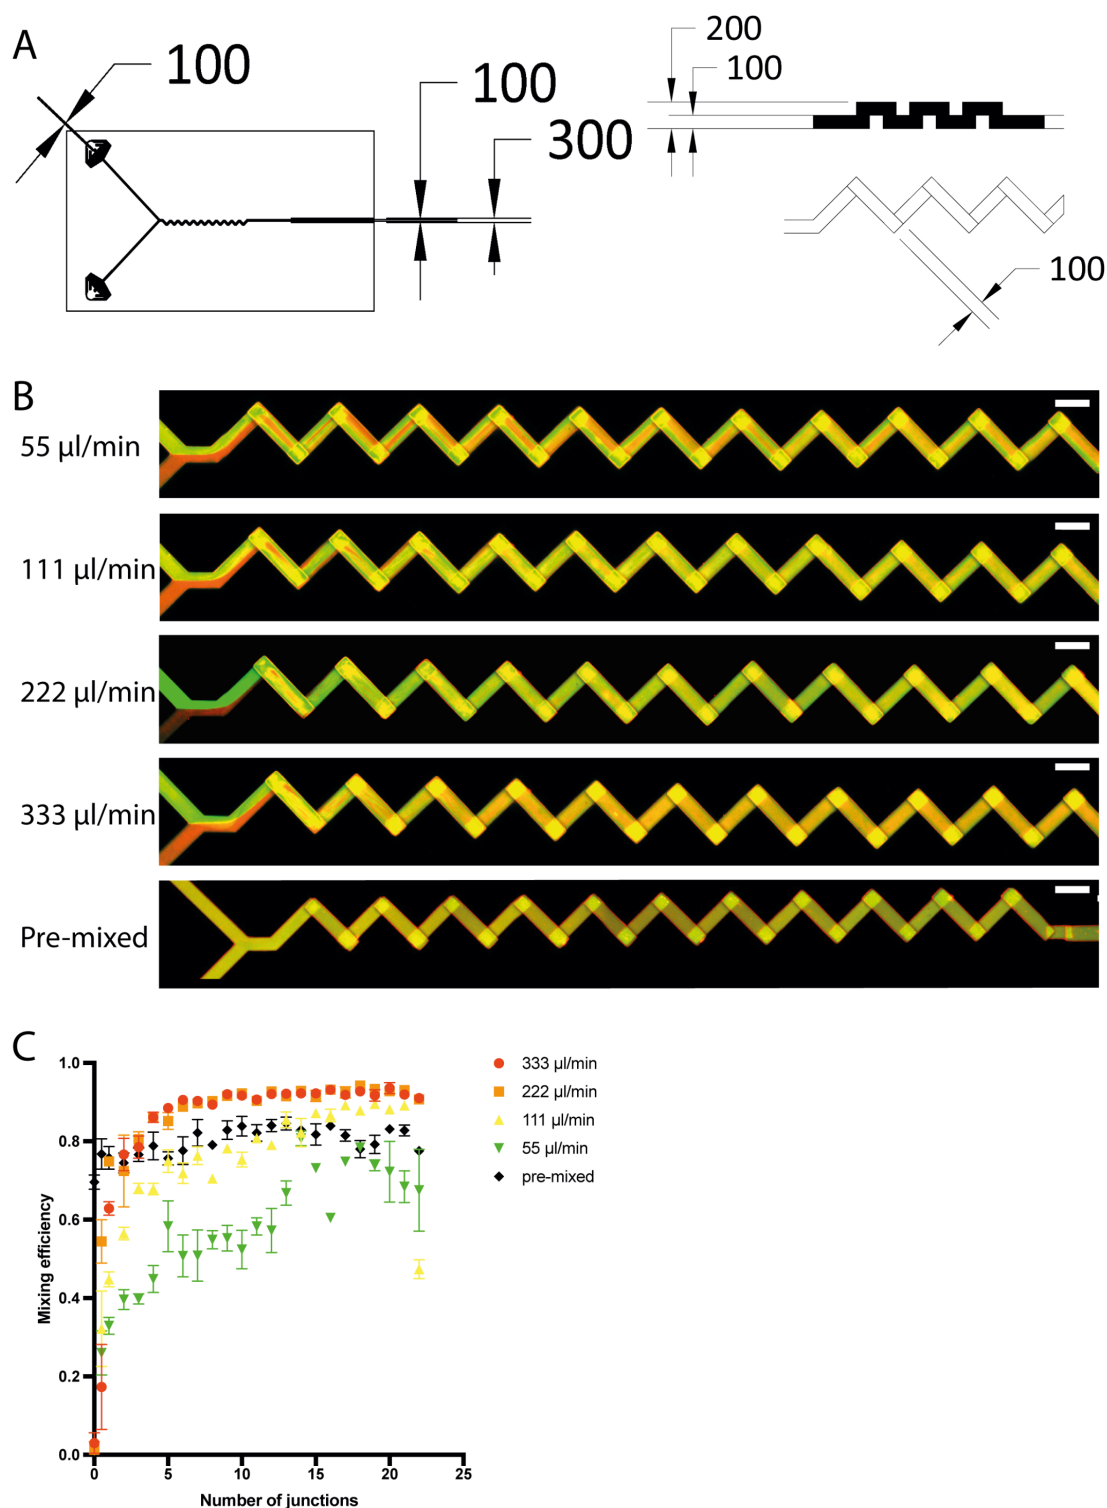 A
100
100
300
200
100
100
B
55 µl/min
111 µl/min
222 µl/min
333 µl/min
Pre-mixed
C
1.0
0.8
0.6
0.4
0.2
0.0
Mixing efficiency
0 5 10 15 20 25
Number of junctions
333 µl/min
222 µl/min
111 µl/min
55 µl/min
pre-mixed